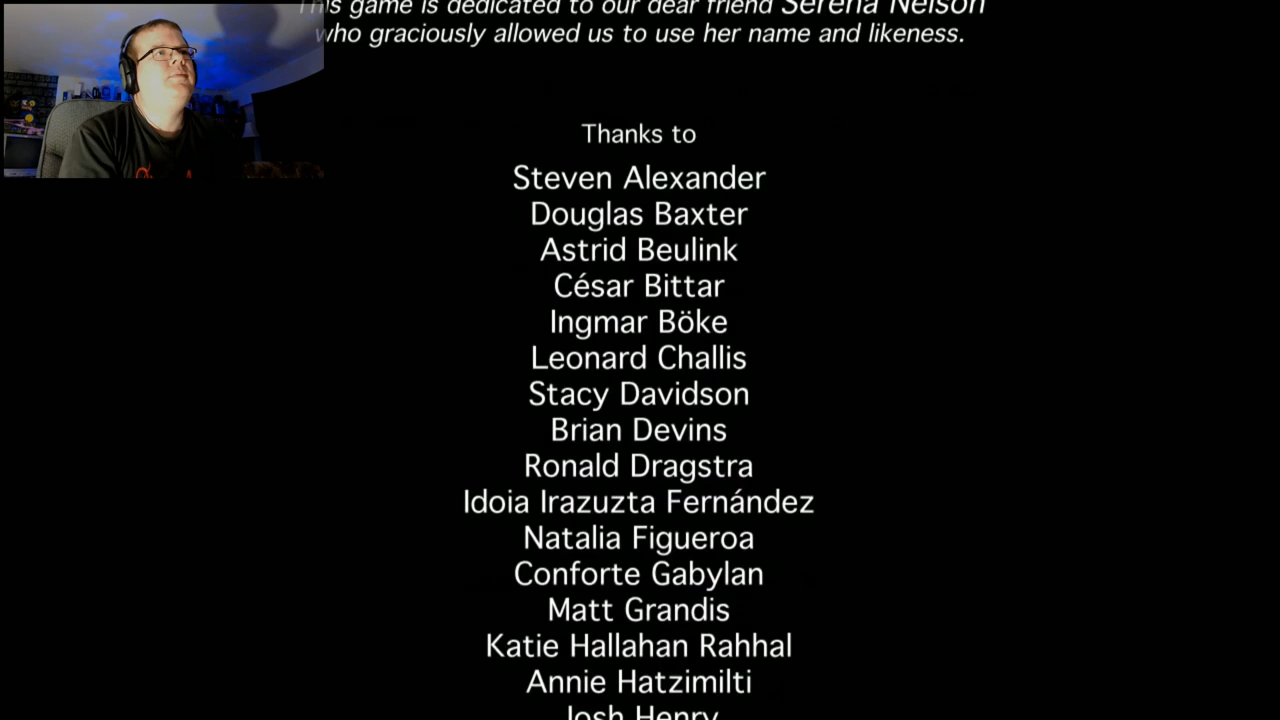 This game is dedicated to our dear friend Serena Nelson
who graciously allowed us to use her name and likeness.
Thanks to
Steven Alexander
Douglas Baxter
Astrid Beulink
César Bittar
Ingmar Böke
Leonard Challis
Stacy Davidson
Brian Devins
Ronald Dragstra
Idoia Irazuzta Fernández
Natalia Figueroa
Conforte Gabylan
Matt Grandis
Katie Hallahan Rahhal
Annie Hatzimilti
Josh Henry